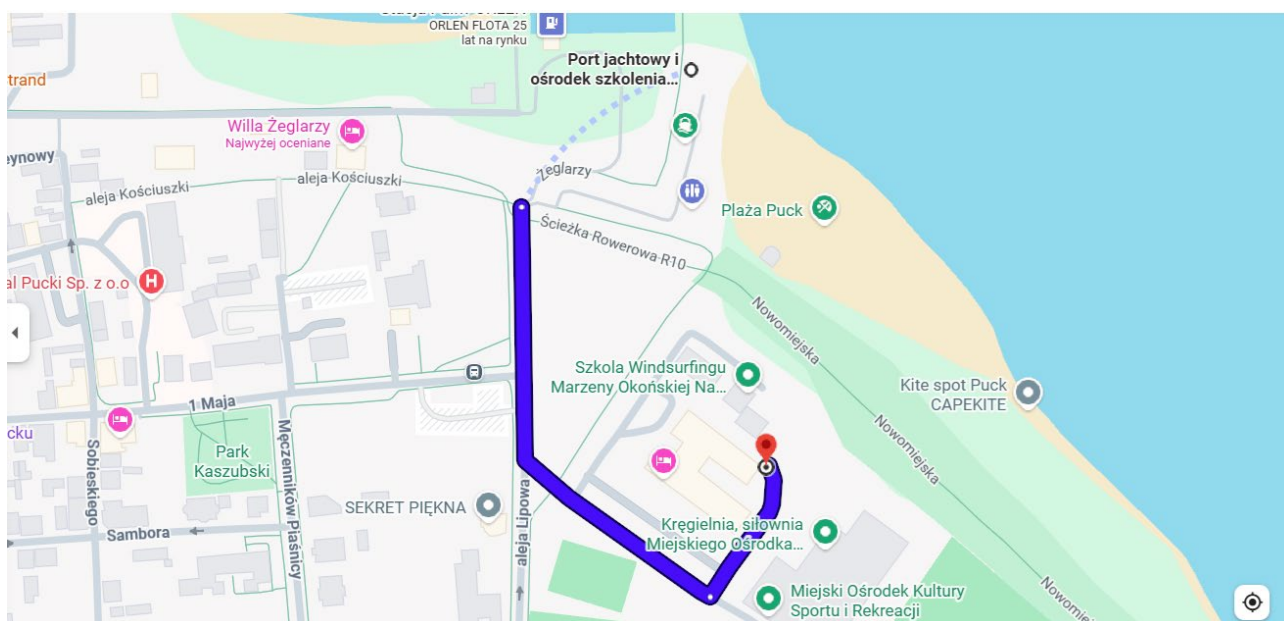 ORLEN FLOTA 25
lat na rynku
Port jachtowy i
ośrodek szkolenia...
trand
Willa Żeglarzy
Najwyżej oceniane
eynowy
Żeglarzy
aleja Kościuszki
aleja Kościuszki
Plaża Puck
Ścieżka Rowerowa R10
al Pucki Sp. z o.o
H
Nowomiejska
Szkola Windsurfingu
Marzeny Okońskiej Na...
Kite spot Puck
CAPEKITE
1 Maja
cku
Park
Kaszubski
Sobieskiego
Męczenników Piaśnicy
Nowomiejska
SEKRET PIĘKNA
aleja Lipowa
Sambora
Kręgielnia, siłownia
Miejskiego Ośrodka...
Miejski Ośrodek Kultury
Sportu i Rekreacji
Nowomiejska